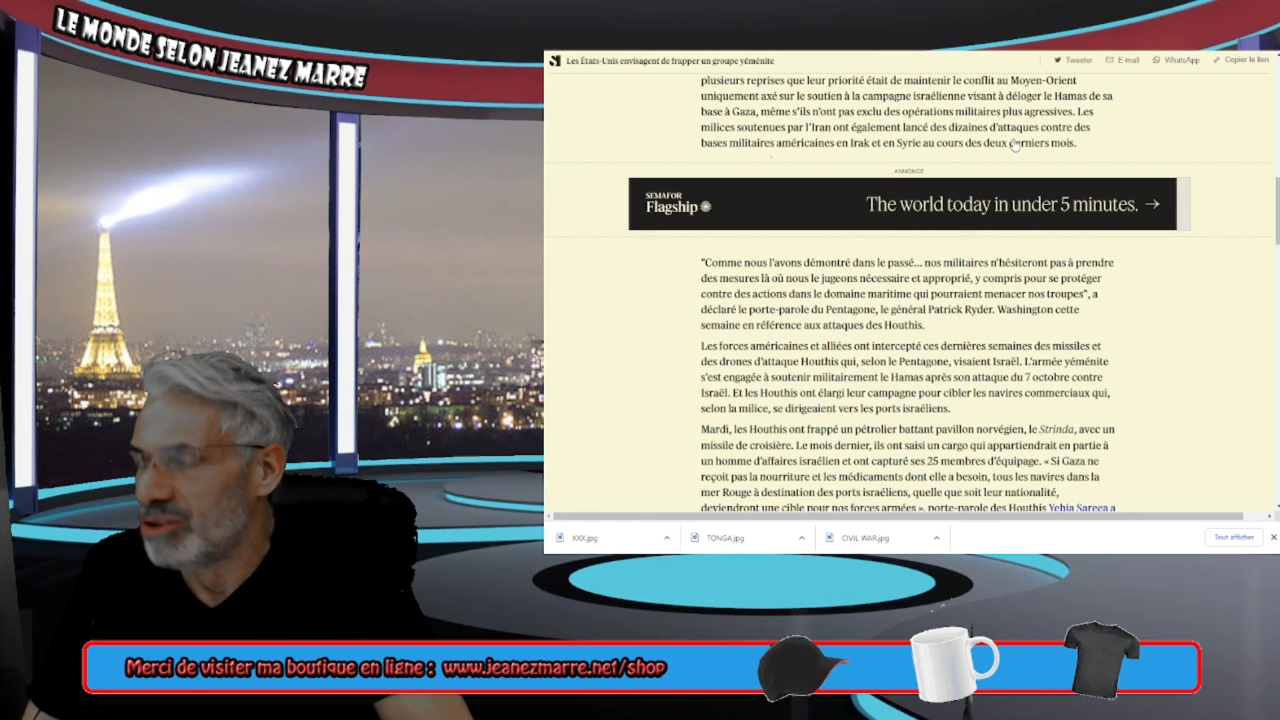 LE MONDE SELON JEANEZ MARRE
Les États-Unis envisagent de frapper un groupe yéménite
Tweeter
E-mail
WhatsApp
Copier le lien
plusieurs reprises que leur priorité était de maintenir le conflit au Moyen-Orient
uniquement axé sur le soutien à la campagne israélienne visant à déloger le Hamas de sa
base à Gaza, même s'ils n'ont pas exclu des opérations militaires plus agressives. Les
milices soutenues par l'Iran ont également lancé des dizaines d'attaques contre des
bases militaires américaines en Irak et en Syrie au cours des deux derniers mois.
ANNONCE
SEMAFOR
Flagship
The world today in under 5 minutes. →
"Comme nous l'avons démontré dans le passé... nos militaires n'hésiteront pas à prendre
des mesures là où nous le jugeons nécessaire et approprié, y compris pour se protéger
contre des actions dans le domaine maritime qui pourraient menacer nos troupes", a
déclaré le porte-parole du Pentagone, le général Patrick Ryder. Washington cette
semaine en référence aux attaques des Houthis.
Les forces américaines et alliées ont intercepté ces dernières semaines des missiles et
des drones d'attaque Houthis qui, selon le Pentagone, visaient Israël. L'armée yéménite
s'est engagée à soutenir militairement le Hamas après son attaque du 7 octobre contre
Israël. Et les Houthis ont élargi leur campagne pour cibler les navires commerciaux qui,
selon la milice, se dirigeaient vers les ports israéliens.
Mardi, les Houthis ont frappé un pétrolier battant pavillon norvégien, le Strinda, avec un
missile de croisière. Le mois dernier, ils ont saisi un cargo qui appartiendrait en partie à
un homme d'affaires israélien et ont capturé ses 25 membres d'équipage. « Si Gaza ne
reçoit pas la nourriture et les médicaments dont elle a besoin, tous les navires dans la
mer Rouge à destination des ports israéliens, quelle que soit leur nationalité,
deviendront une cible pour nos forces armées », porte-parole des Houthis Yehia Sareea a
XXX.jpg
TONGA.jpg
CIVIL WAR.jpg
Tout afficher
Merci de visiter ma boutique en ligne : www.jeanezmarre.net/shop